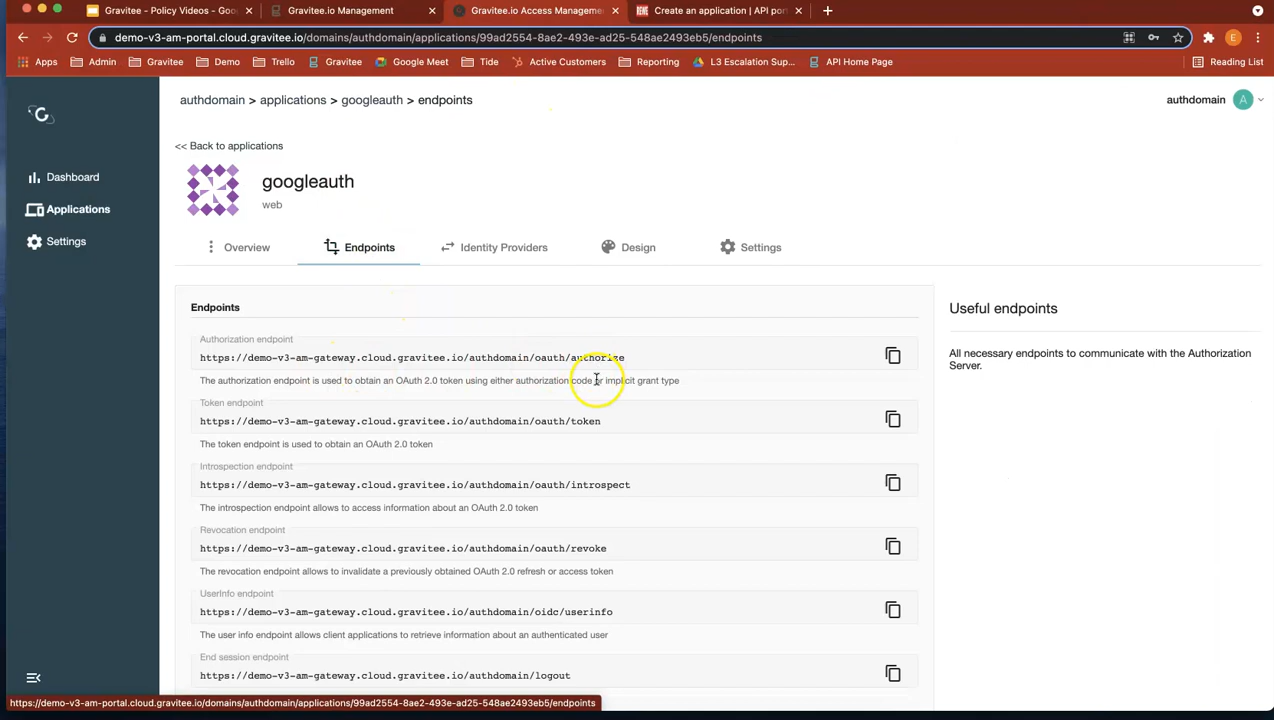 Gravitee - Policy Videos - Goo
Gravitee.io Management
Gravitee.io Access Manageme
Create an application | API por
demo-v3-am-portal.cloud.gravitee.io/domains/authdomain/applications/99ad2554-8ae2-493e-ad25-548ae2493eb5/endpoints
E
Apps
Admin
Gravitee
Demo
Trello
Gravitee
Google Meet
Tide
Active Customers
Reporting
L3 Escalation Sup...
API Home Page
Reading List
authdomain > applications > googleauth > endpoints
authdomain
A
<< Back to applications
googleauth
web
Dashboard
Applications
Settings
Overview
Endpoints
Identity Providers
Design
Settings
Endpoints
Authorization endpoint
https://demo-v3-am-gateway.cloud.gravitee.io/authdomain/oauth/authorize
The authorization endpoint is used to obtain an OAuth 2.0 token using either authorization code or implicit grant type
Token endpoint
https://demo-v3-am-gateway.cloud.gravitee.io/authdomain/oauth/token
The token endpoint is used to obtain an OAuth 2.0 token
Introspection endpoint
https://demo-v3-am-gateway.cloud.gravitee.io/authdomain/oauth/introspect
The introspection endpoint allows to access information about an OAuth 2.0 token
Revocation endpoint
https://demo-v3-am-gateway.cloud.gravitee.io/authdomain/oauth/revoke
The revocation endpoint allows to invalidate a previously obtained OAuth 2.0 refresh or access token
UserInfo endpoint
https://demo-v3-am-gateway.cloud.gravitee.io/authdomain/oidc/userinfo
The user info endpoint allows client applications to retrieve information about an authenticated user
End session endpoint
https://demo-v3-am-gateway.cloud.gravitee.io/authdomain/logout
Useful endpoints
All necessary endpoints to communicate with the Authorization
Server.
https://demo-v3-am-portal.cloud.gravitee.io/domains/authdomain/applications/99ad2554-8ae2-493e-ad25-548ae2493eb5/endpoints